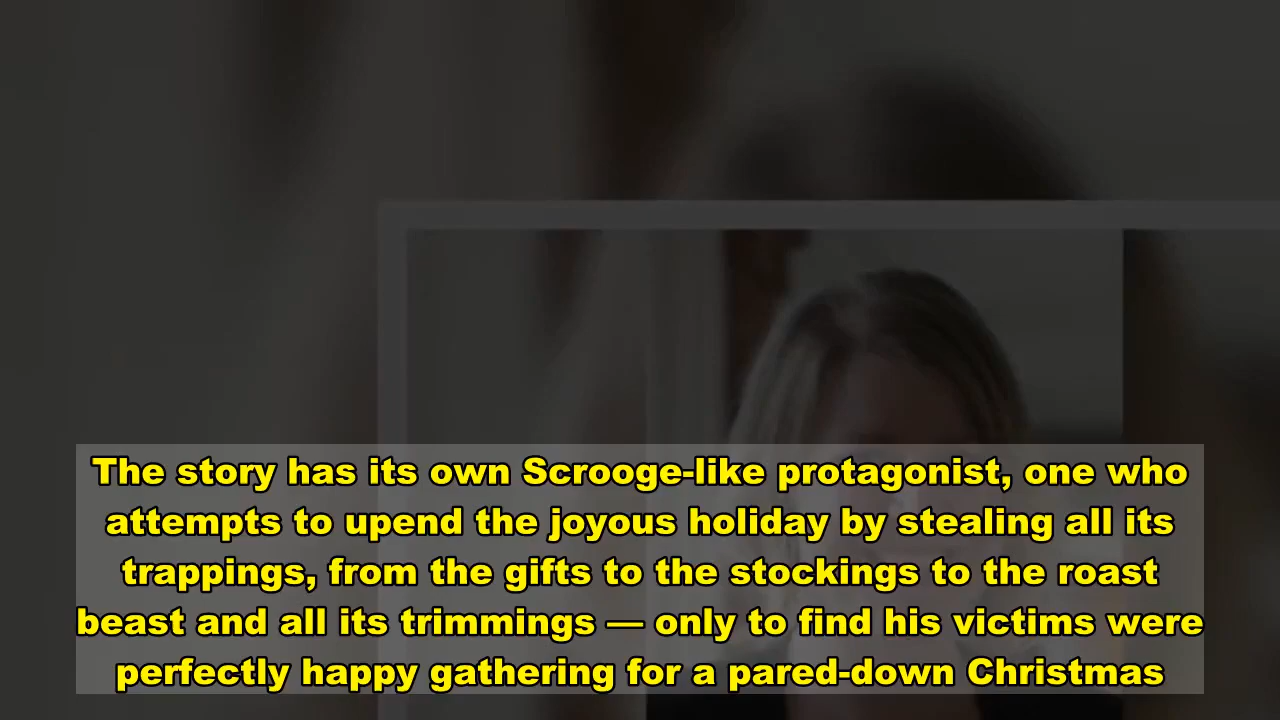 The story has its own Scrooge-like protagonist, one who
attempts to upend the joyous holiday by stealing all its
trappings, from the gifts to the stockings to the roast
beast and all its trimmings — only to find his victims were
perfectly happy gathering for a pared-down Christmas